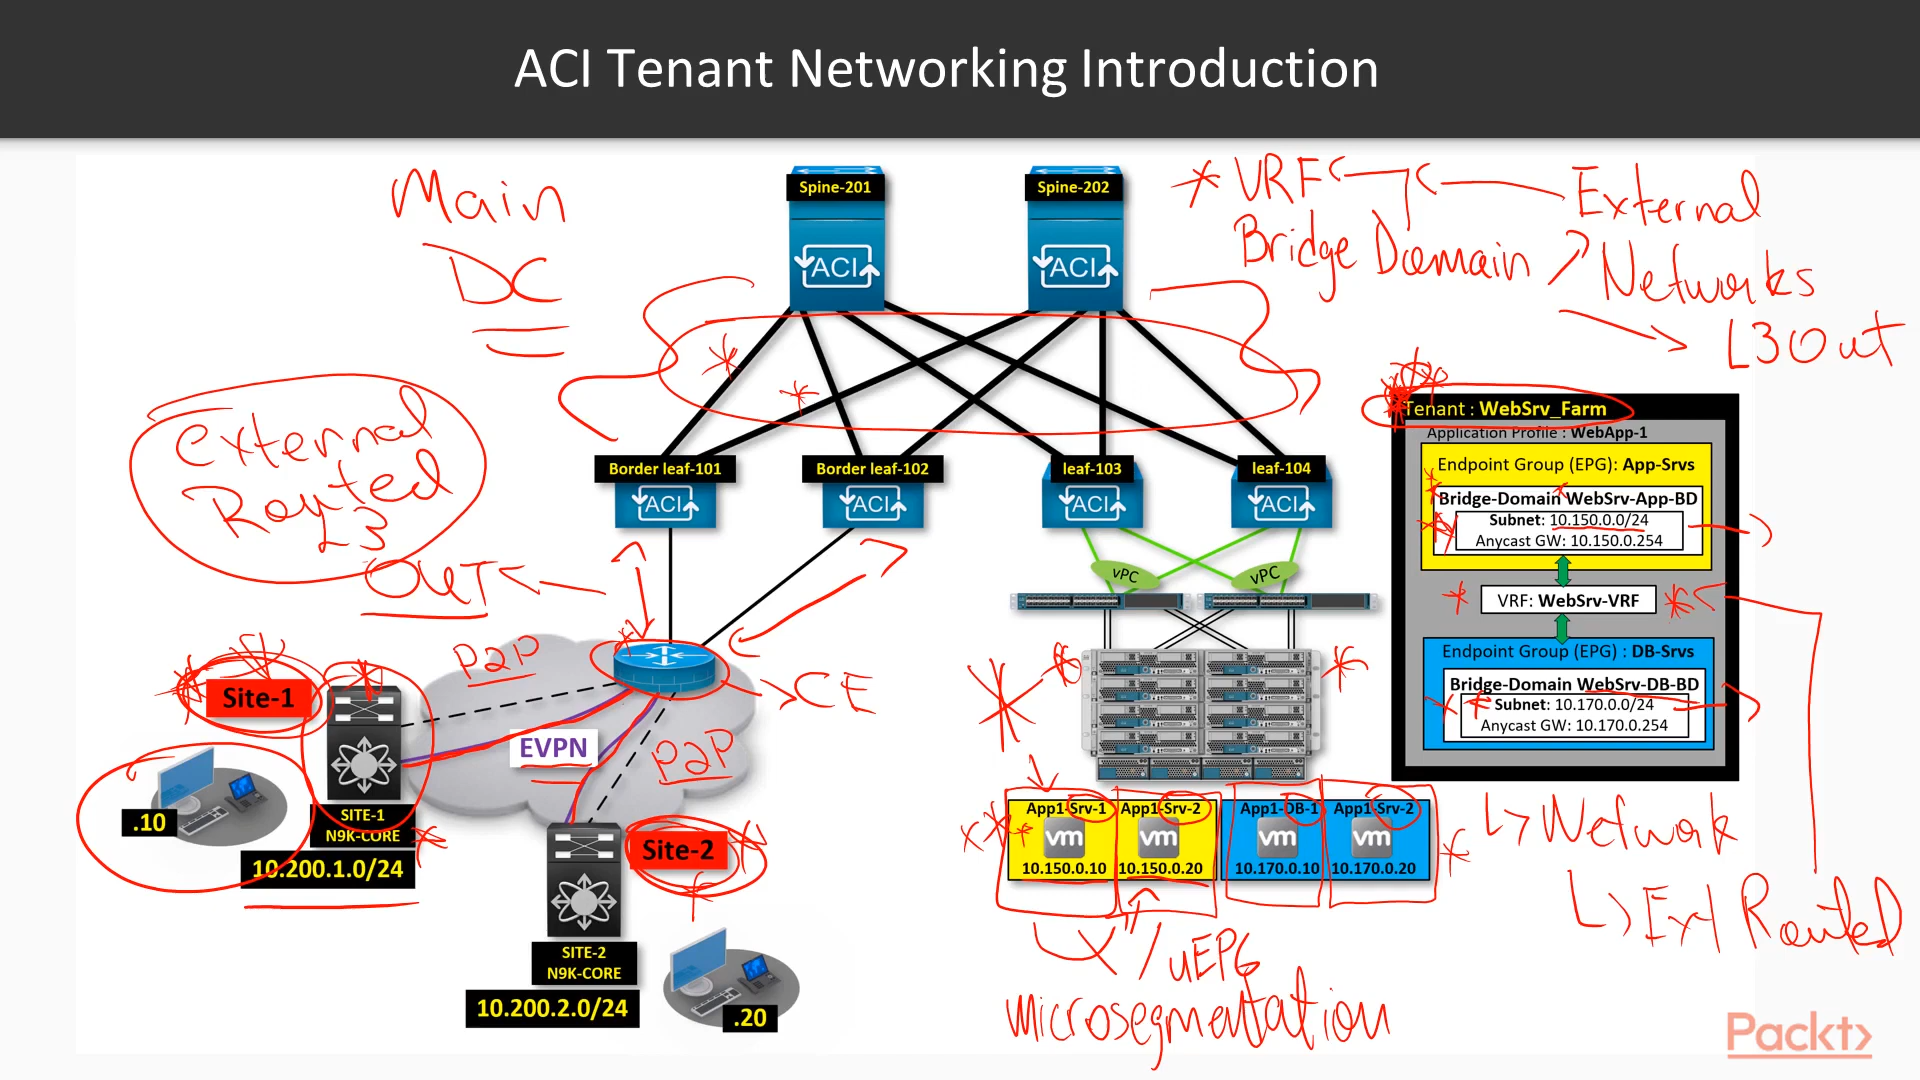 ACI Tenant Networking Introduction
Main
DC
Spine-201
ACI
Spine-202
ACI
VRF
Bridge Domain
External
Networks
L3Out
External
Routed
L3
OUT
Border leaf-101
ACI
Border leaf-102
ACI
leaf-103
ACI
leaf-104
ACI
vPC
vPC
Tenant : WebSrv_Farm
Application Profile : WebApp-1
Endpoint Group (EPG): App-Srvs
Bridge-Domain WebSrv-App-BD
Subnet: 10.150.0.0/24
Anycast GW: 10.150.0.254
VRF: WebSrv-VRF
Endpoint Group (EPG) : DB-Srvs
Bridge-Domain WebSrv-DB-BD
Subnet: 10.170.0.0/24
Anycast GW: 10.170.0.254
Network
Ext Routed
P2P
CE
Site-1
EVPN
P2P
.10
SITE-1
N9K-CORE
10.200.1.0/24
Site-2
SITE-2
N9K-CORE
10.200.2.0/24
.20
App1-Srv-1 App1-Srv-2 App1-DB-1 App1-Srv-2
vm vm vm vm
10.150.0.10 10.150.0.20 10.170.0.10 10.170.0.20
uEPG
microsegmentation
Packt